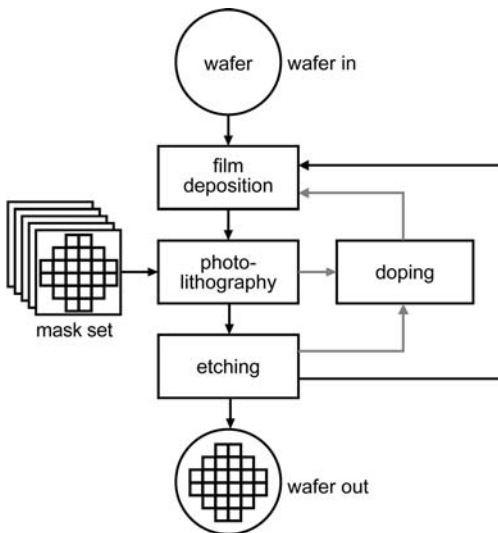 wafer
wafer in
film
deposition
photo-
lithography
doping
mask set
etching
wafer out